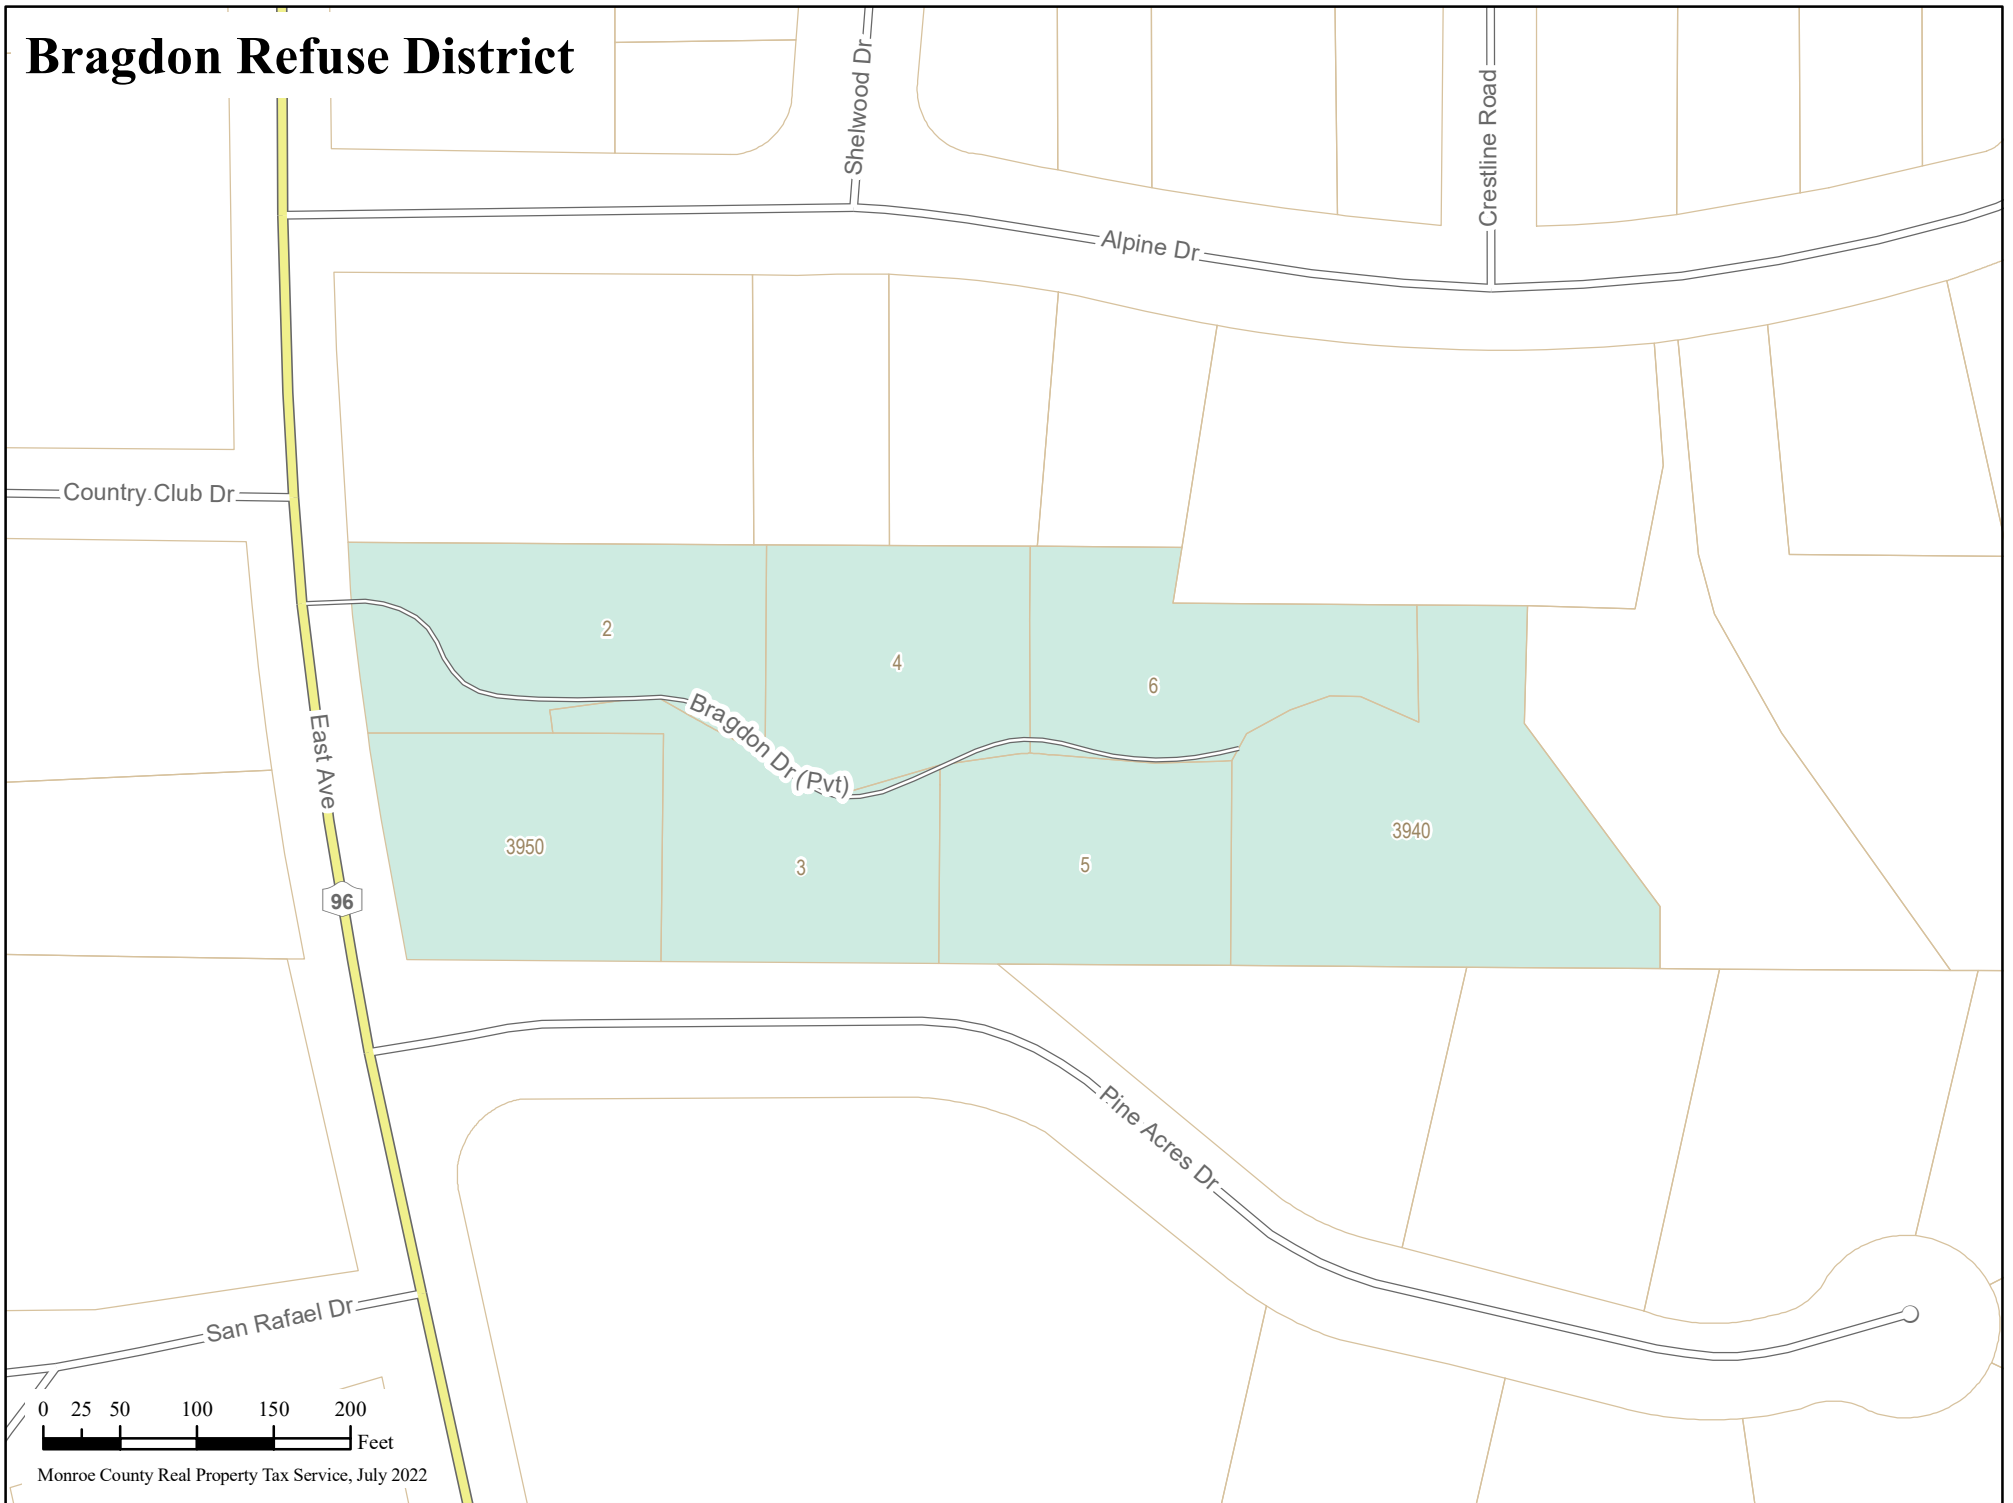 Bragdon Refuse District
Shelwood Dr
Crestline Road
Alpine Dr
Country Club Dr
2
4
6
East Ave
Bragdon Dr (Pvt)
3950
3
5
3940
96
Pine Acres Dr
San Rafael Dr
0 25 50 100 150 200
Feet
Monroe County Real Property Tax Service, July 2022